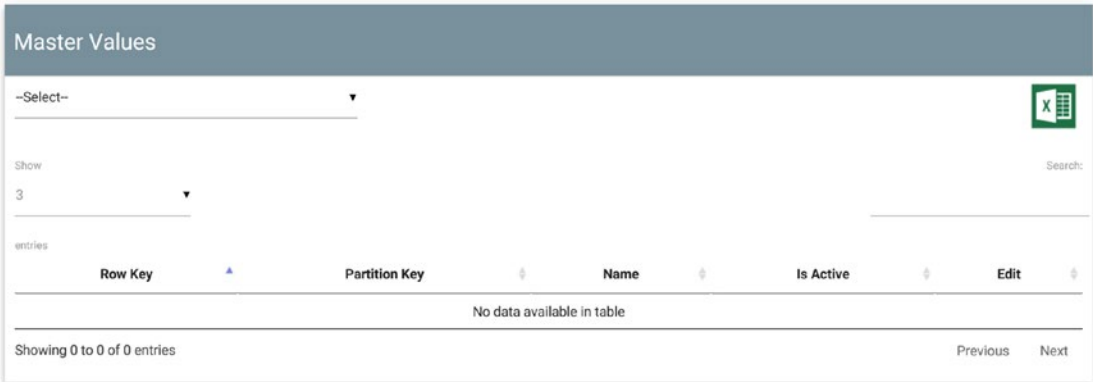 Master Values
--Select--
X
Show
Search:
3
entries
Row Key Partition Key Name Is Active Edit
No data available in table
Showing 0 to 0 of 0 entries
Previous Next